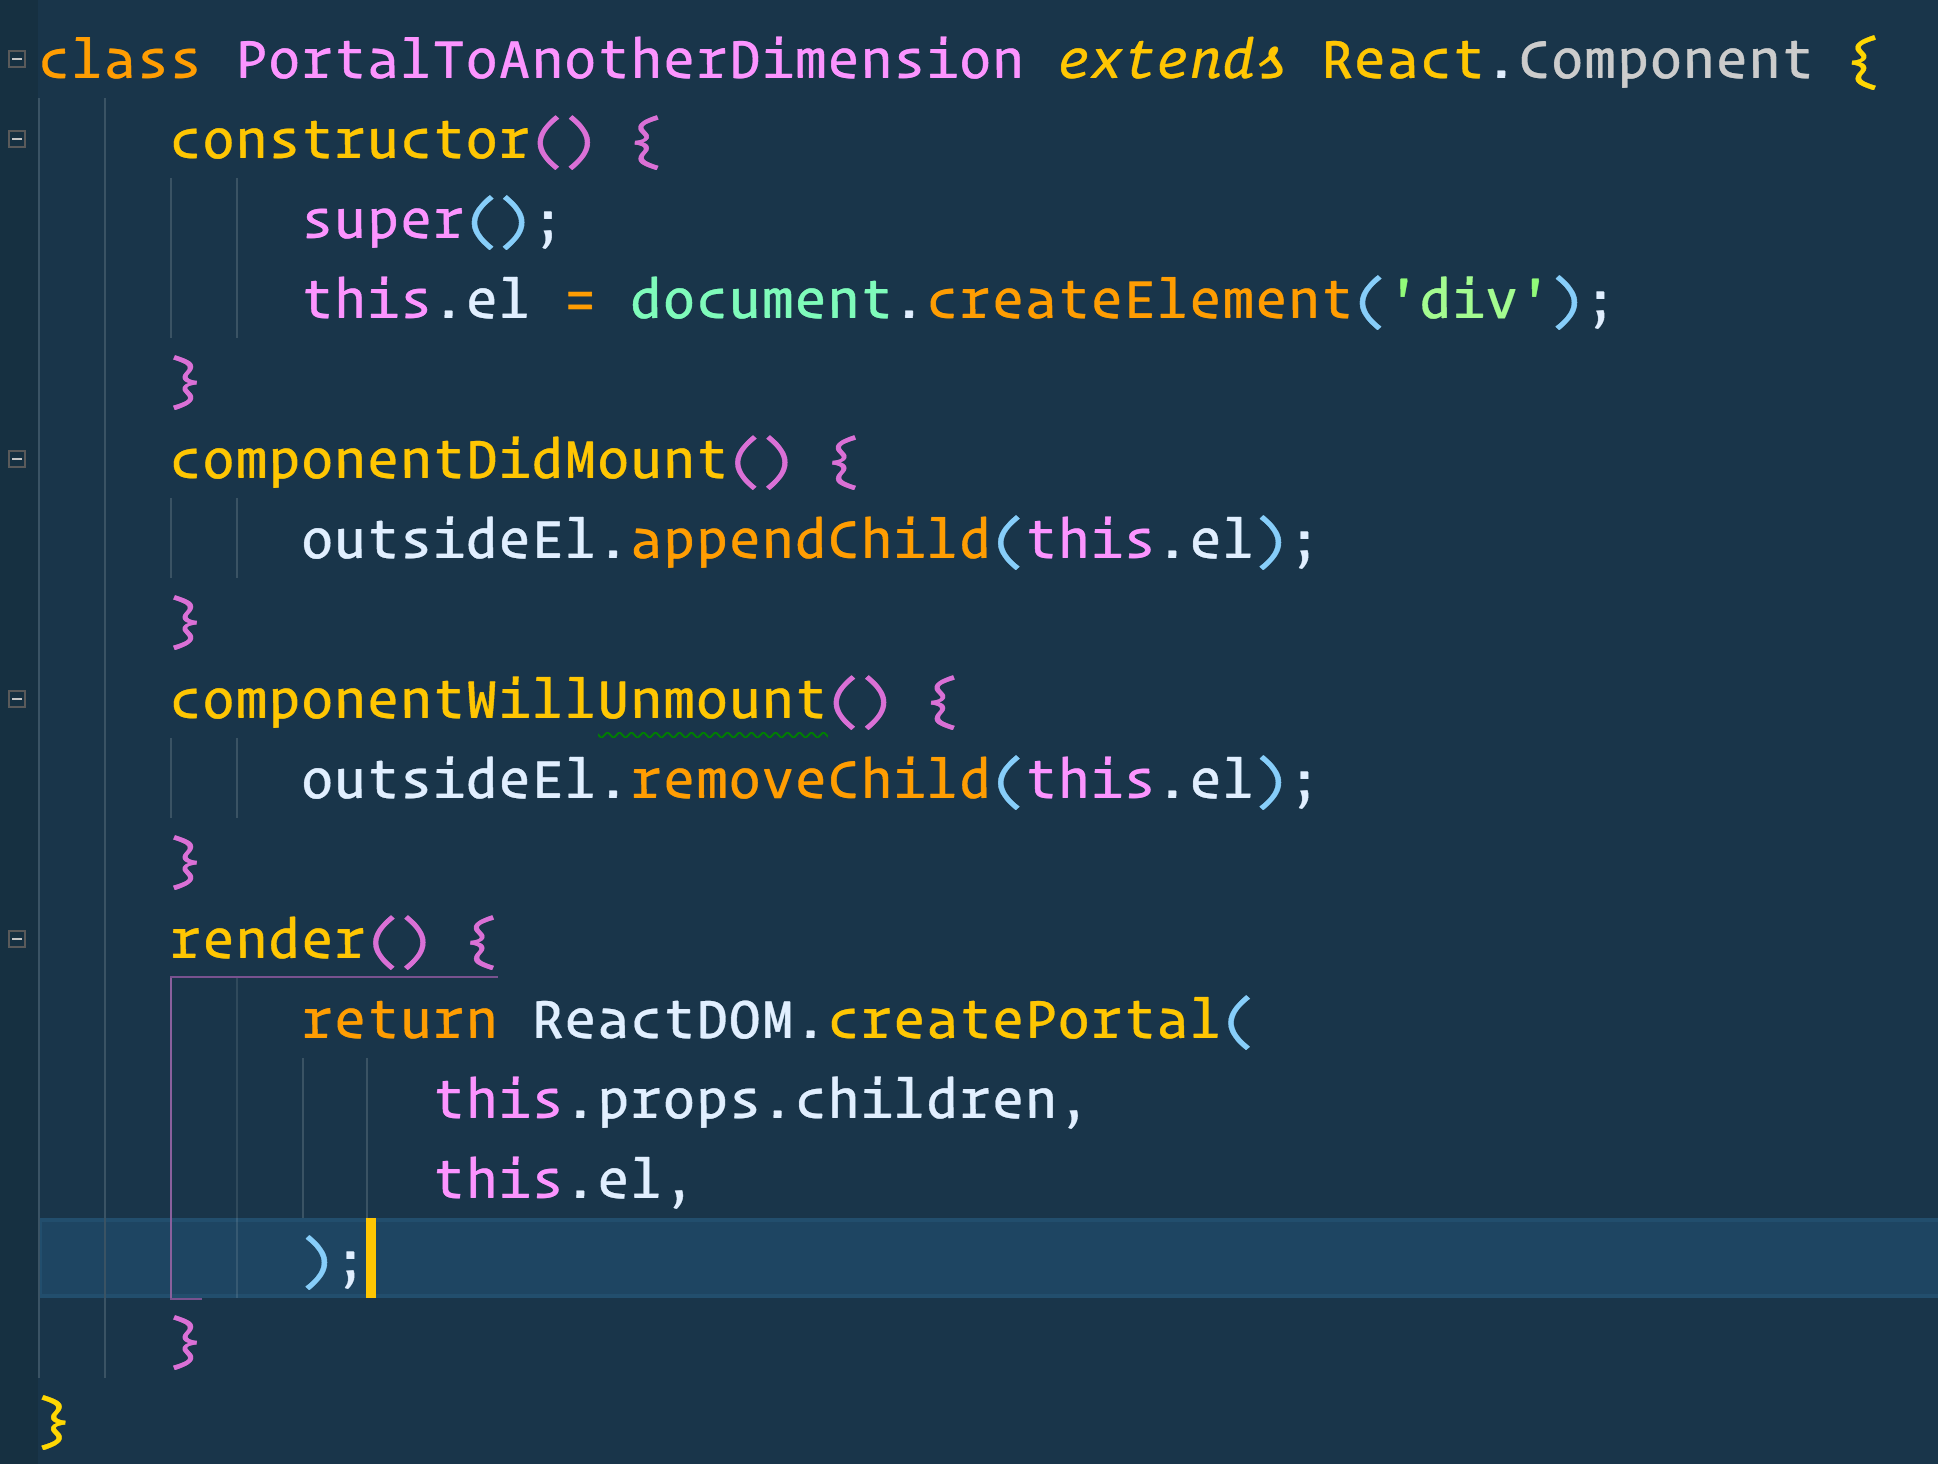 class PortalToAnotherDimension extends React.Component {
    constructor() {
        super();
        this.el = document.createElement('div');
    }
    componentDidMount() {
        outsideEl.appendChild(this.el);
    }
    componentWillUnmount() {
        outsideEl.removeChild(this.el);
    }
    render() {
        return ReactDOM.createPortal(
            this.props.children,
            this.el,
        );
    }
}